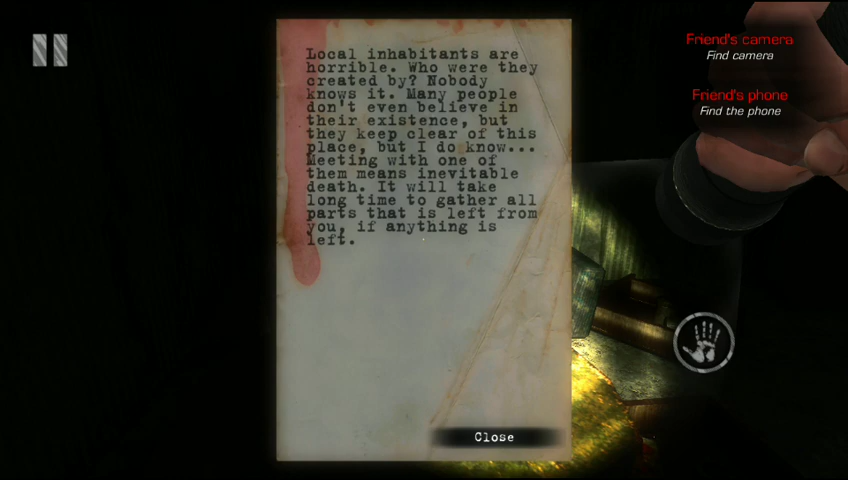 Local inhabitants are
horrible. Who were they
created by? Nobody
knows it. Many people
don't even believe in
their existence, but
they keep clear of this
place, but I do know...
Meeting with one of
them means inevitable
death. It will take
long time to gather all
parts that is left from
you, if anything is
left.
Close
Friend's camera
Find camera
Friend's phone
Find the phone